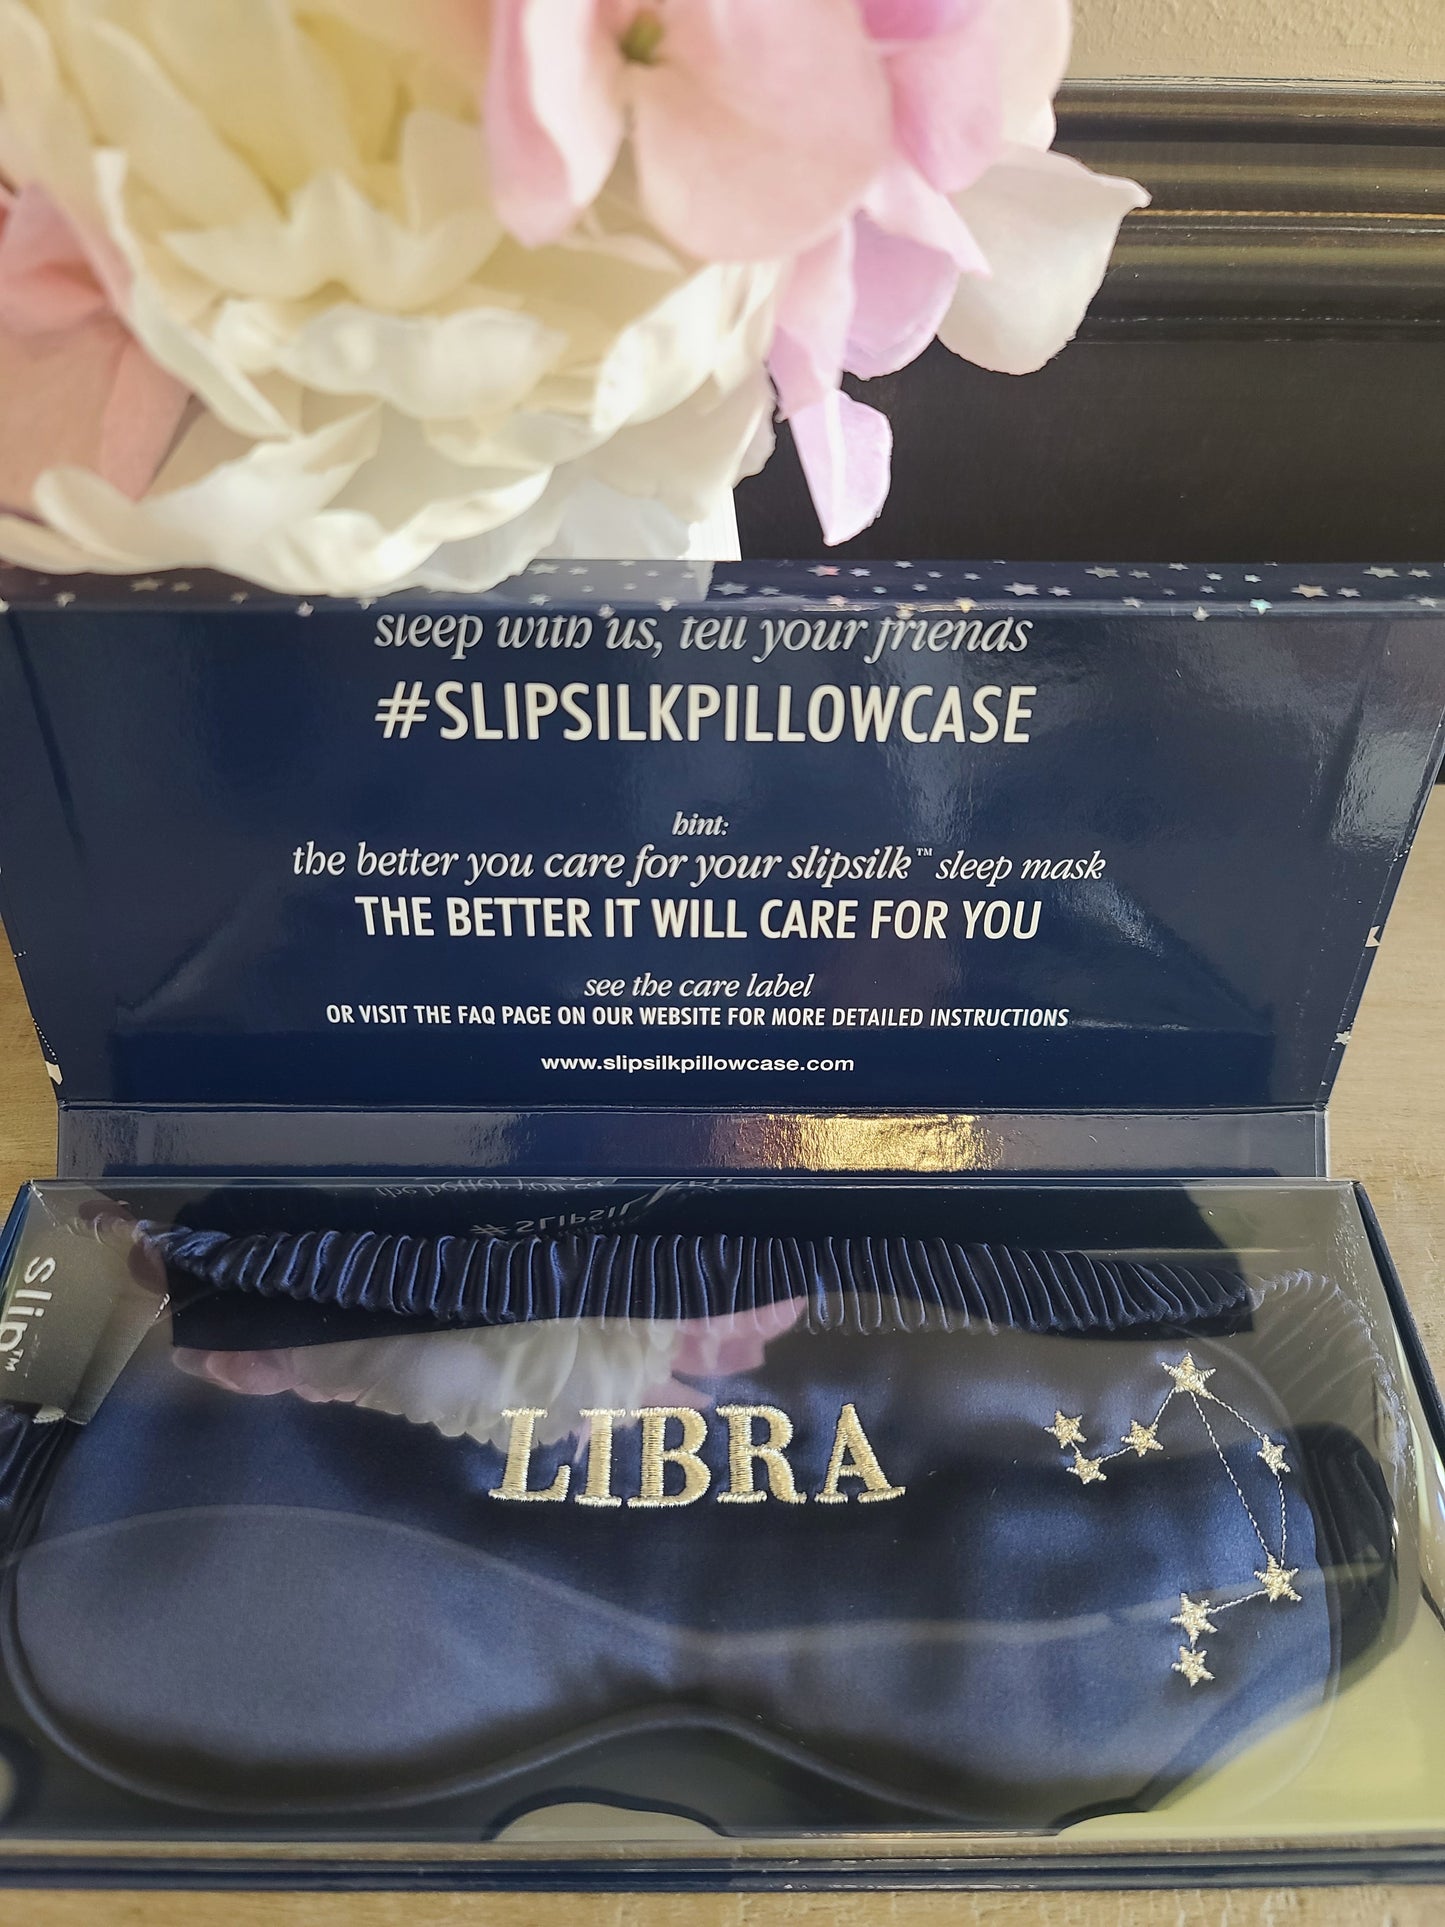 sleep with us, tell your friends
#SLIPSILKPILLOWCASE
hint:
the better you care for your slipsilk™ sleep mask
THE BETTER IT WILL CARE FOR YOU
see the care label
OR VISIT THE FAQ PAGE ON OUR WEBSITE FOR MORE DETAILED INSTRUCTIONS
www.slipsilkpillowcase.com
slip™
LIBRA